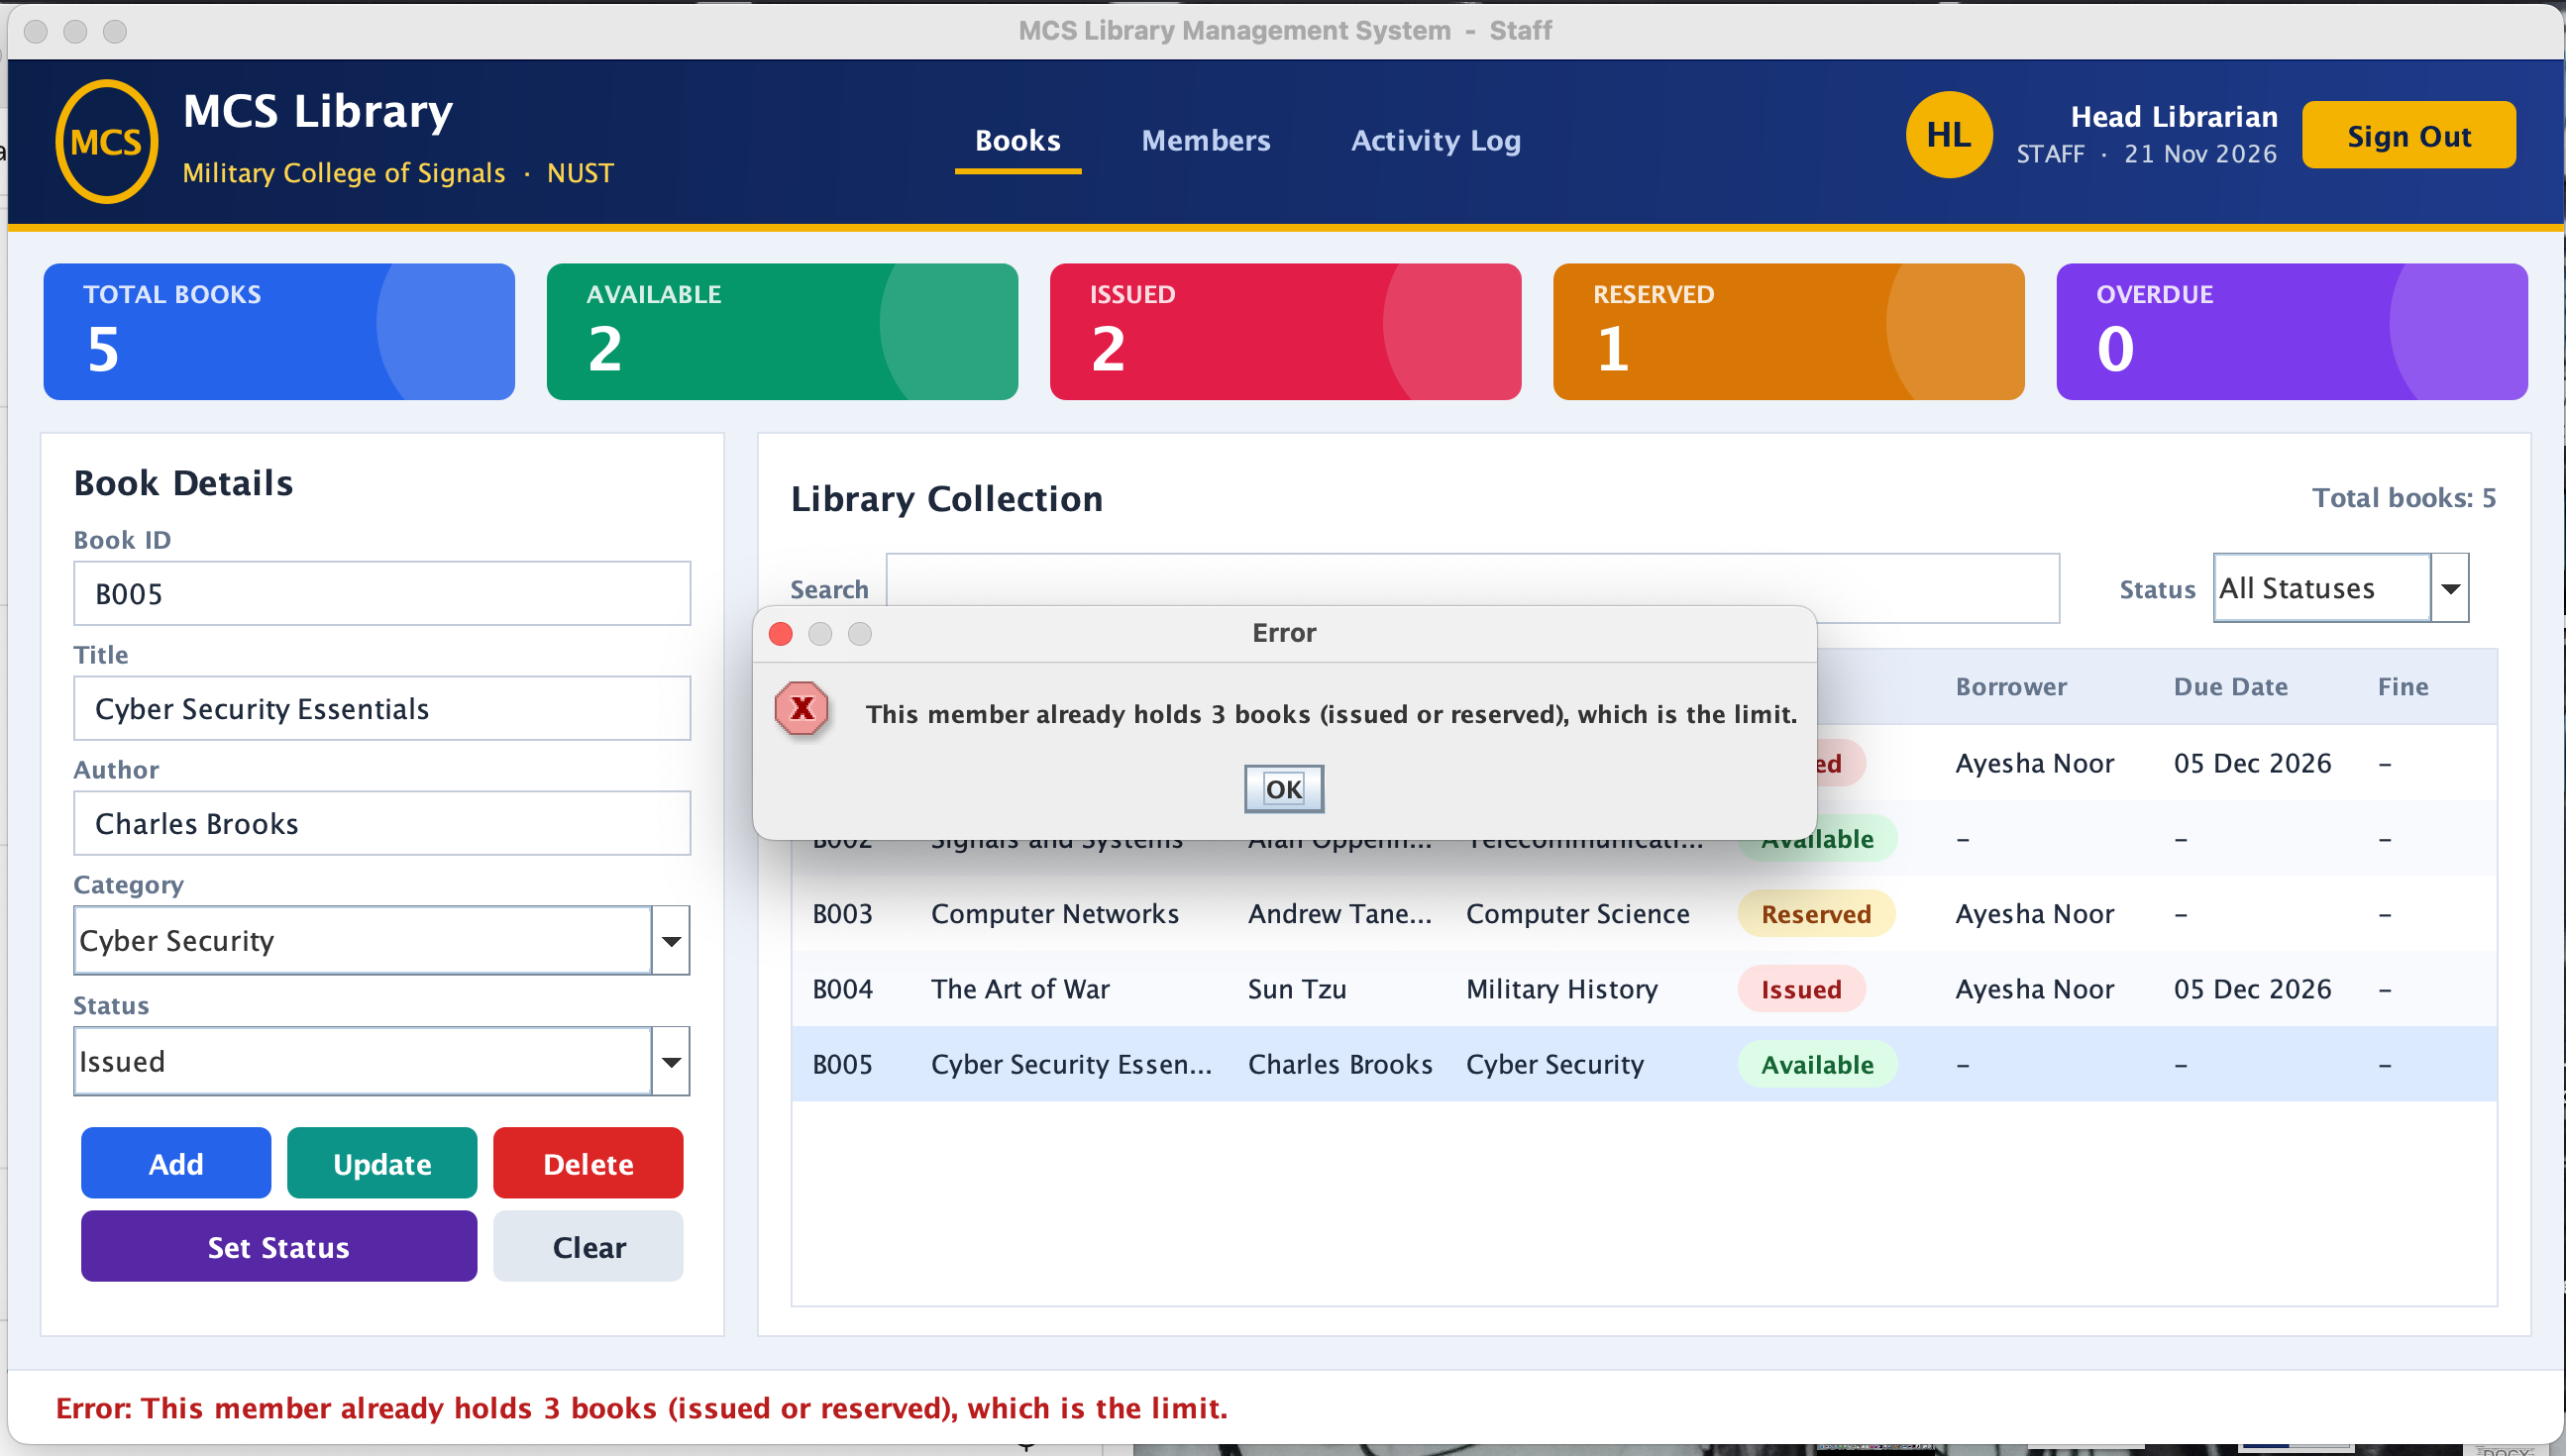 MCS Library Management System - Staff
MCS
MCS Library
Military College of Signals · NUST
Books
Members
Activity Log
HL
Head Librarian
STAFF · 21 Nov 2026
Sign Out
TOTAL BOOKS
5
AVAILABLE
2
ISSUED
2
RESERVED
1
OVERDUE
0
Book Details
Book ID
B005
Title
Cyber Security Essentials
Author
Charles Brooks
Category
Cyber Security
Status
Issued
Add
Update
Delete
Set Status
Clear
Library Collection
Total books: 5
Search
Status
All Statuses
Error
This member already holds 3 books (issued or reserved), which is the limit.
OK
Borrower Due Date Fine
Ayesha Noor 05 Dec 2026 –
B002 Signals and Systems Alan Oppenh... Telecommunicati... Available – – –
B003 Computer Networks Andrew Tane... Computer Science Reserved Ayesha Noor – –
B004 The Art of War Sun Tzu Military History Issued Ayesha Noor 05 Dec 2026 –
B005 Cyber Security Essen... Charles Brooks Cyber Security Available – – –
Error: This member already holds 3 books (issued or reserved), which is the limit.